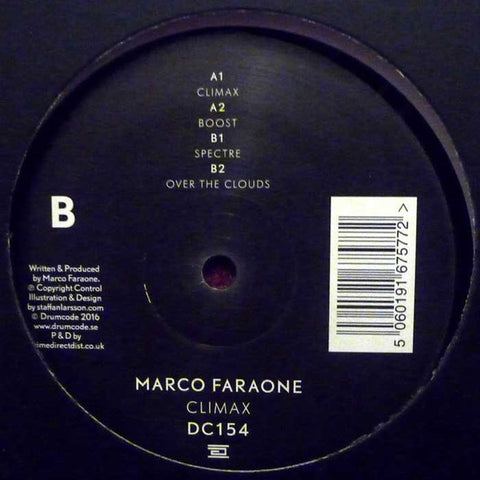 A1
CLIMAX
A2
BOOST
B1
SPECTRE
B2
OVER THE CLOUDS
B
Written & Produced
by Marco Faraone.
℗ Copyright Control
Illustration & Design
by staffanlarsson.com
© Drumcode 2016
www.drumcode.se
P & D by
imedirectdist.co.uk
5 060191 675772 >
MARCO FARAONE
CLIMAX
DC154